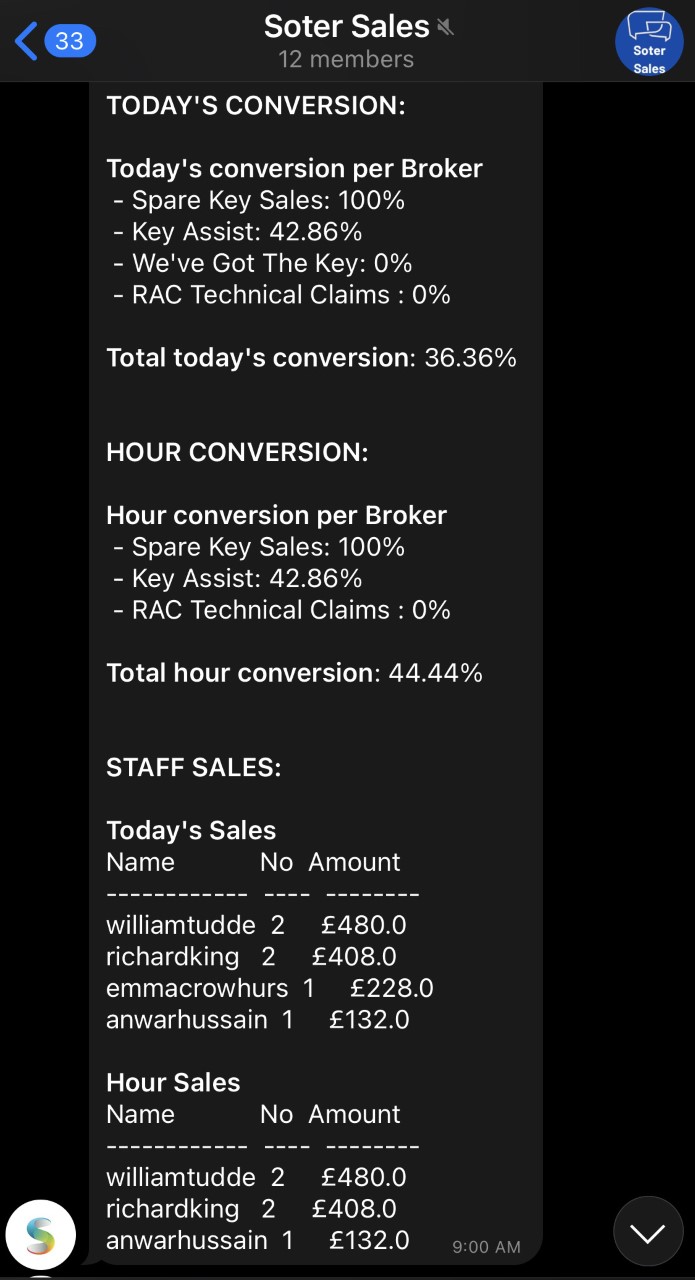 33
Soter Sales
12 members
Soter
Sales
TODAY'S CONVERSION:
Today's conversion per Broker
- Spare Key Sales: 100%
- Key Assist: 42.86%
- We've Got The Key: 0%
- RAC Technical Claims : 0%
Total today's conversion: 36.36%
HOUR CONVERSION:
Hour conversion per Broker
- Spare Key Sales: 100%
- Key Assist: 42.86%
- RAC Technical Claims : 0%
Total hour conversion: 44.44%
STAFF SALES:
Today's Sales
Name No Amount
------------ ---- --------
williamtudde 2 £480.0
richardking 2 £408.0
emmacrowhurs 1 £228.0
anwarhussain 1 £132.0
Hour Sales
Name No Amount
------------ ---- --------
williamtudde 2 £480.0
richardking 2 £408.0
anwarhussain 1 £132.0
9:00 AM